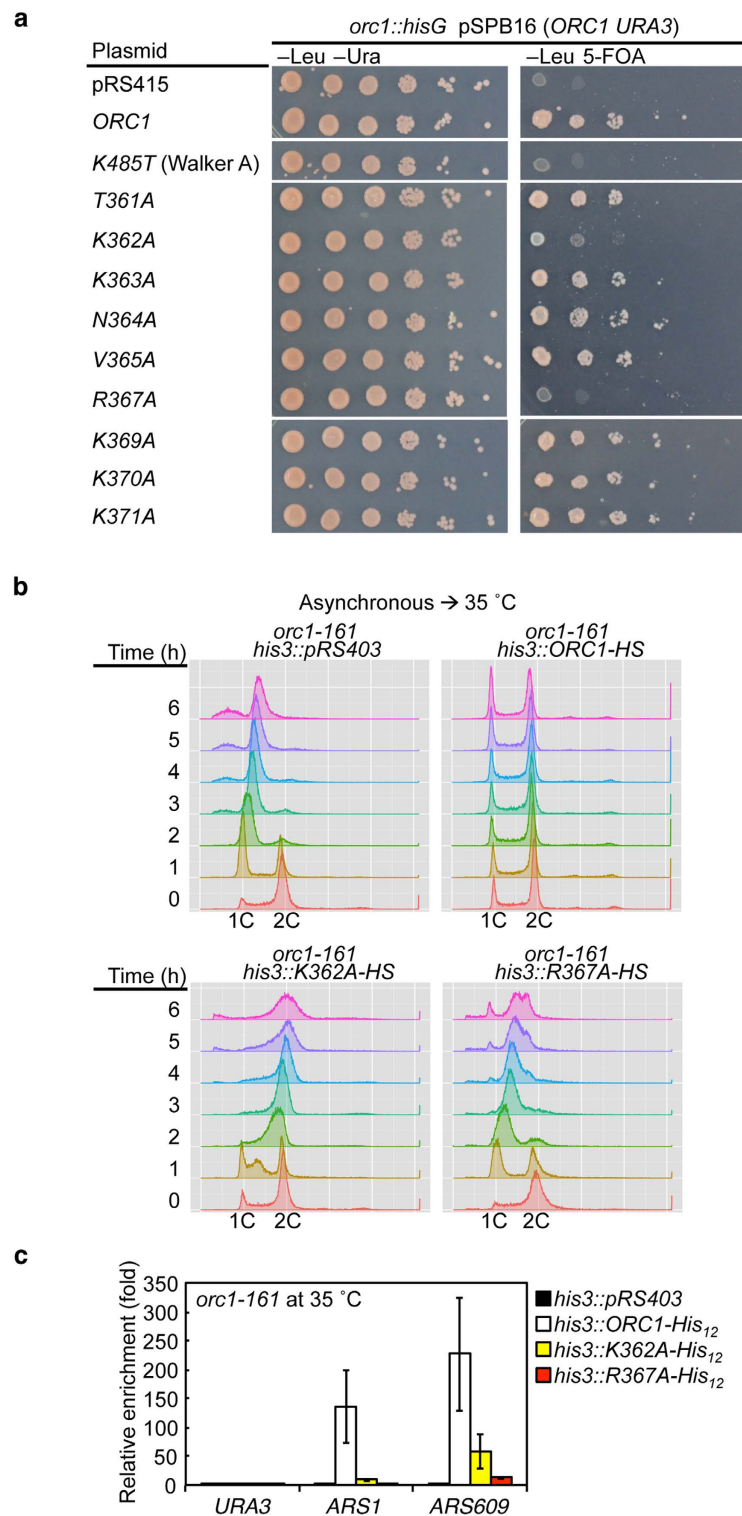 a
orc1::hisG pSPB16 (ORC1 URA3)
Plasmid
–Leu –Ura
–Leu 5-FOA
pRS415
ORC1
K485T (Walker A)
T361A
K362A
K363A
N364A
V365A
R367A
K369A
K370A
K371A
b
Asynchronous → 35 ˚C
Time (h)
orc1-161
his3::pRS403
orc1-161
his3::ORC1-HS
6
5
4
3
2
1
0
1C 2C
1C 2C
Time (h)
orc1-161
his3::K362A-HS
orc1-161
his3::R367A-HS
6
5
4
3
2
1
0
1C 2C
1C 2C
c
Relative enrichment (fold)
350
300
250
200
150
100
50
0
orc1-161 at 35 ˚C
URA3 ARS1 ARS609
his3::pRS403
his3::ORC1-His12
his3::K362A-His12
his3::R367A-His12